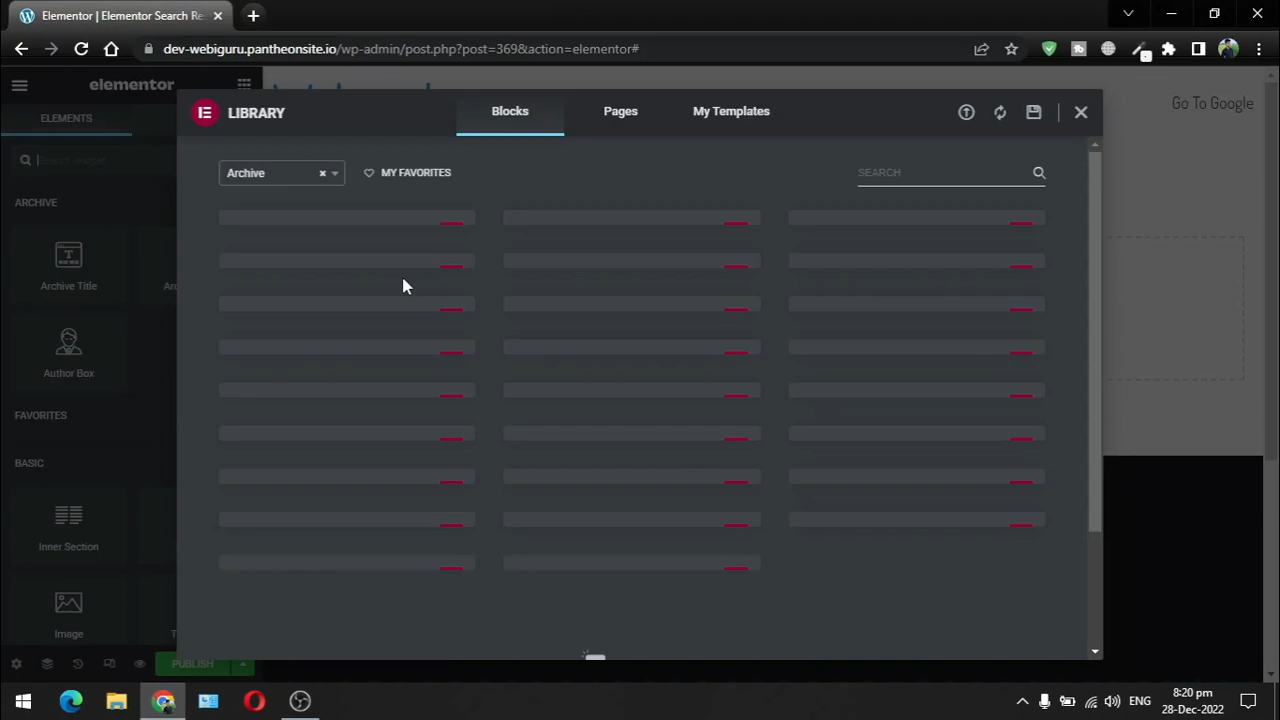 Elementor | Elementor Search Re
dev-webiguru.pantheonsite.io/wp-admin/post.php?post=369&action=elementor#
elementor
Go To Google
LIBRARY
Blocks
Pages
My Templates
ELEMENTS
Search Widget
Archive
MY FAVORITES
SEARCH
ARCHIVE
Archive Title
Author Box
FAVORITES
BASIC
Inner Section
Image
PUBLISH
ENG
8:20 pm
28-Dec-2022